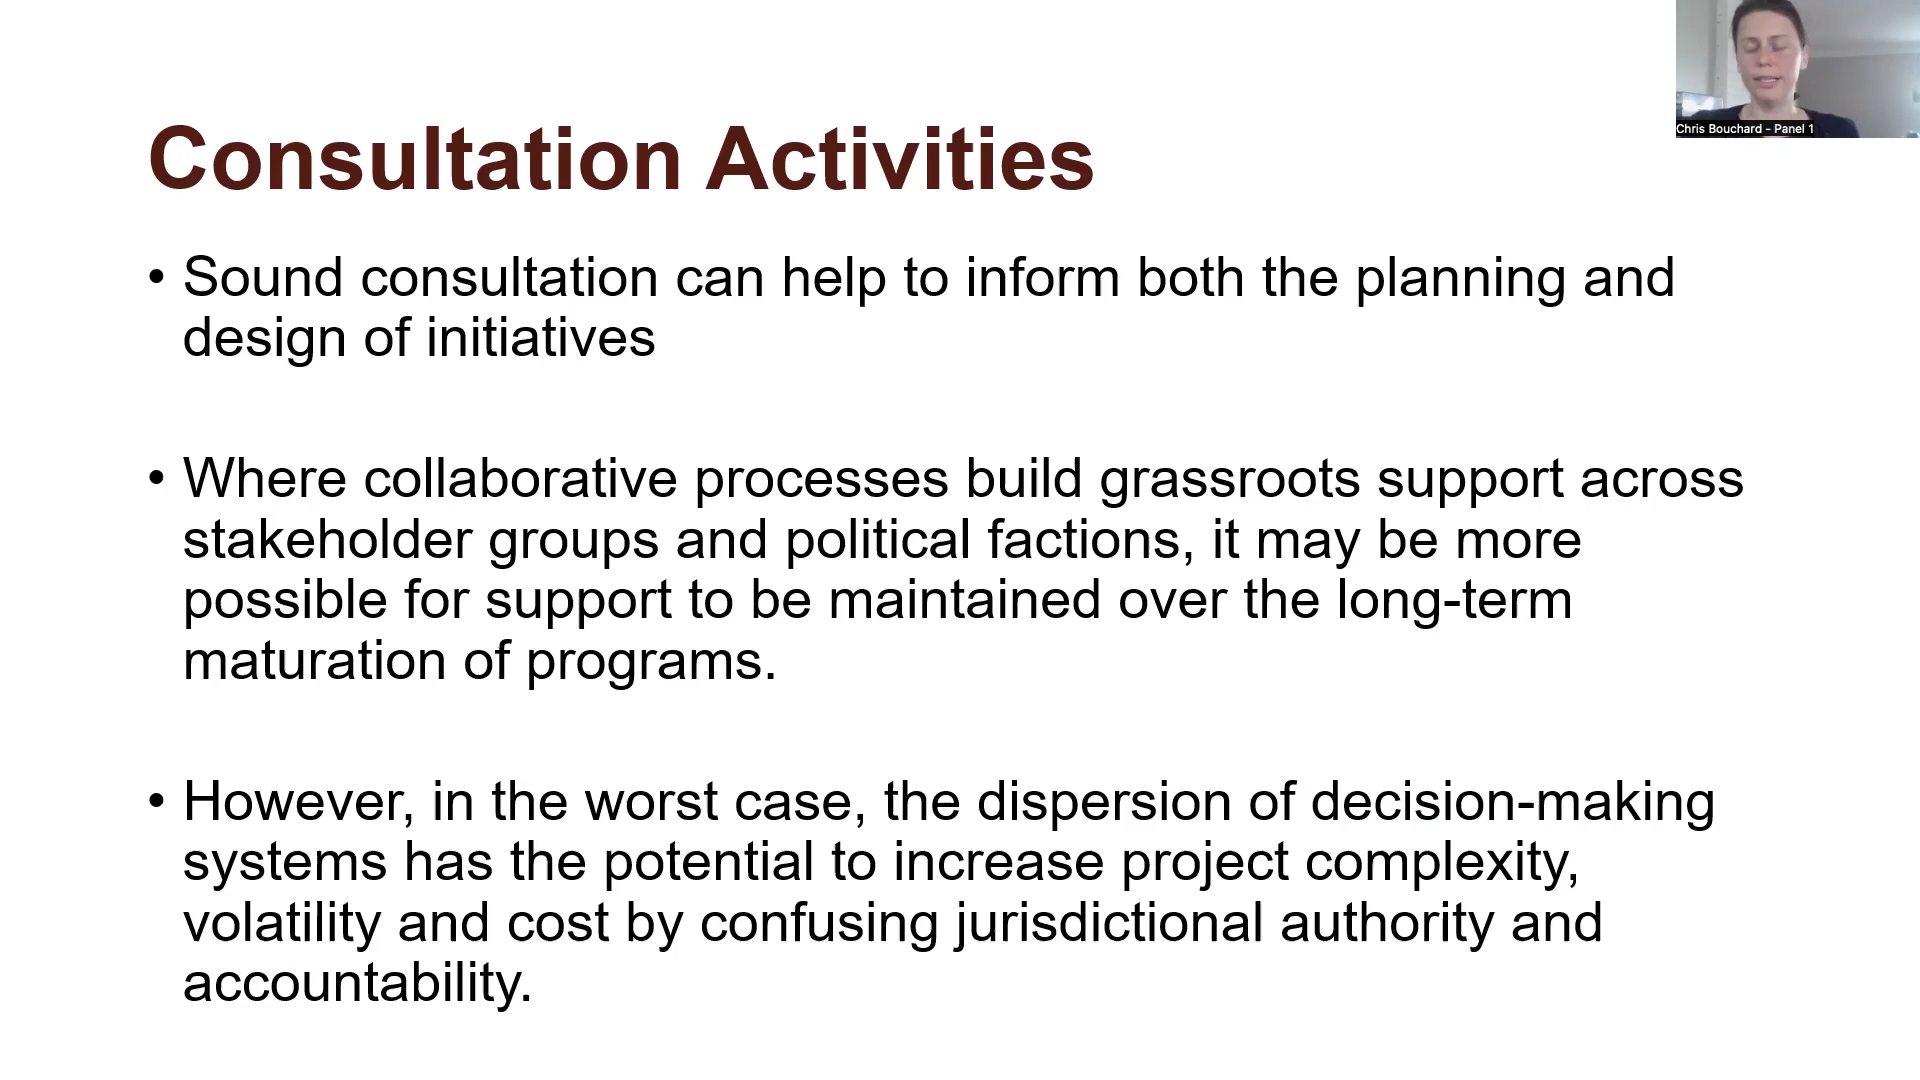 Chris Bouchard - Panel 1
Consultation Activities
• Sound consultation can help to inform both the planning and
design of initiatives
• Where collaborative processes build grassroots support across
stakeholder groups and political factions, it may be more
possible for support to be maintained over the long-term
maturation of programs.
• However, in the worst case, the dispersion of decision-making
systems has the potential to increase project complexity,
volatility and cost by confusing jurisdictional authority and
accountability.